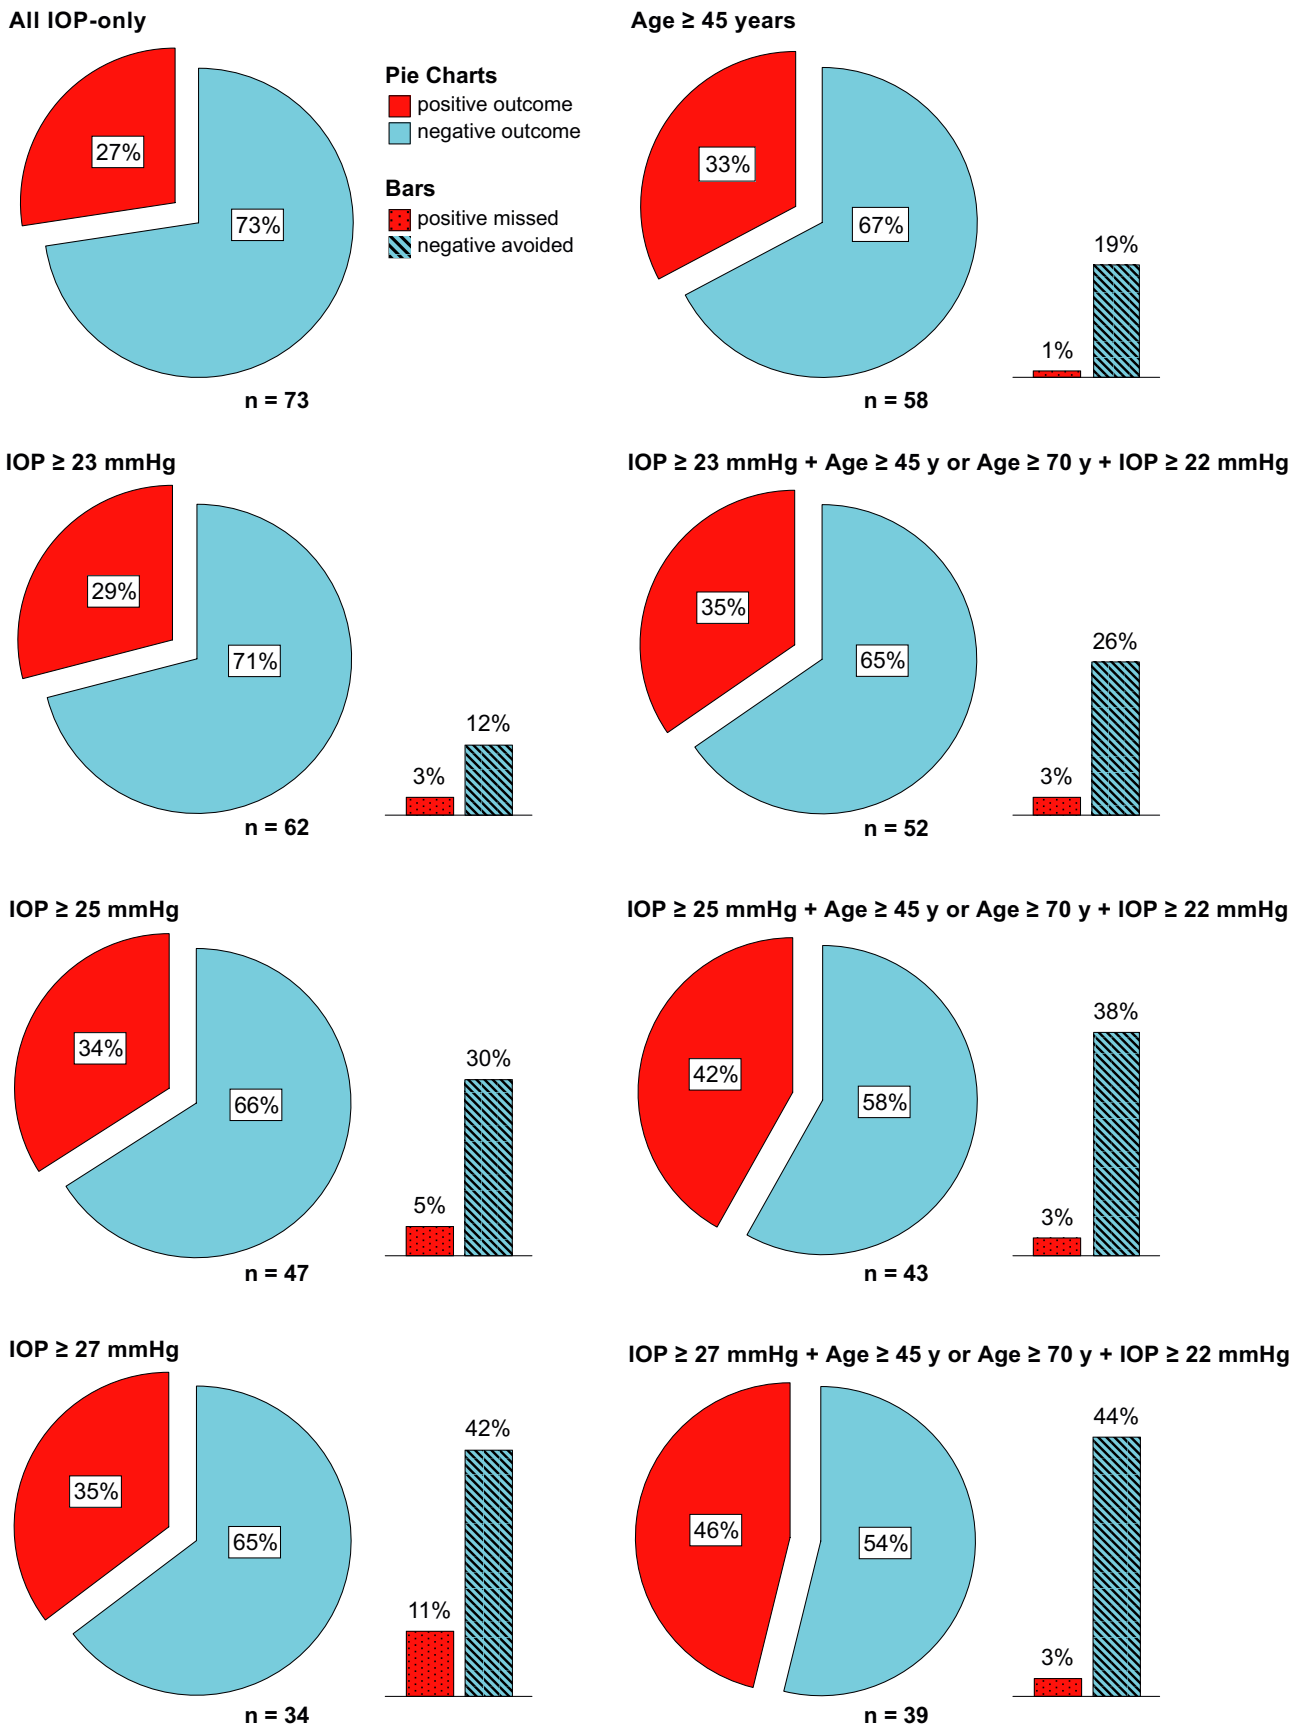 All IOP-only
27%
73%
n = 73
Pie Charts
positive outcome
negative outcome
Bars
positive missed
negative avoided
Age ≥ 45 years
33%
67%
n = 58
1%
19%
IOP ≥ 23 mmHg
29%
71%
n = 62
3%
12%
IOP ≥ 23 mmHg + Age ≥ 45 y or Age ≥ 70 y + IOP ≥ 22 mmHg
35%
65%
n = 52
3%
26%
IOP ≥ 25 mmHg
34%
66%
n = 47
5%
30%
IOP ≥ 25 mmHg + Age ≥ 45 y or Age ≥ 70 y + IOP ≥ 22 mmHg
42%
58%
n = 43
3%
38%
IOP ≥ 27 mmHg
35%
65%
n = 34
11%
42%
IOP ≥ 27 mmHg + Age ≥ 45 y or Age ≥ 70 y + IOP ≥ 22 mmHg
46%
54%
n = 39
3%
44%